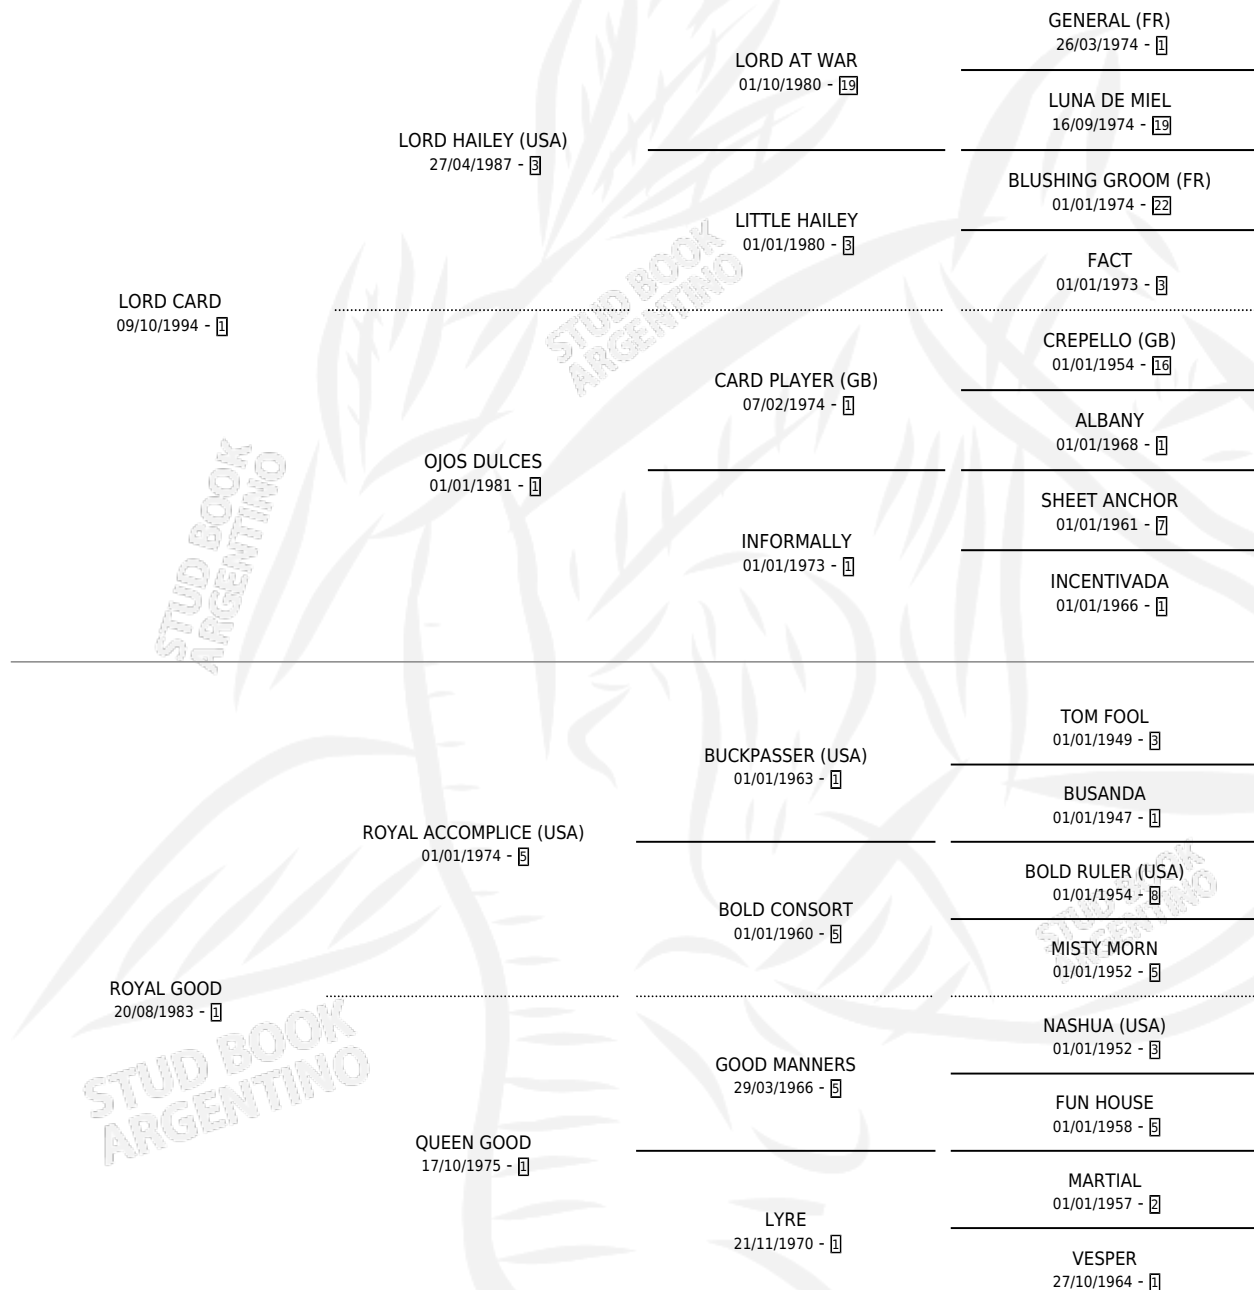 GENERAL (FR)
26/03/1974 - 1
LORD AT WAR
01/10/1980 - 19
LUNA DE MIEL
16/09/1974 - 19
LORD HAILEY (USA)
27/04/1987 - 3
BLUSHING GROOM (FR)
01/01/1974 - 22
LITTLE HAILEY
01/01/1980 - 3
FACT
01/01/1973 - 3
STUD BOOK
ARGENTINO
LORD CARD
09/10/1994 - 1
CREPELLO (GB)
01/01/1954 - 16
CARD PLAYER (GB)
07/02/1974 - 1
ALBANY
01/01/1968 - 1
OJOS DULCES
01/01/1981 - 1
SHEET ANCHOR
01/01/1961 - 7
INFORMALLY
01/01/1973 - 1
INCENTIVADA
01/01/1966 - 1
STUD BOOK
ARGENTINO
TOM FOOL
01/01/1949 - 3
BUCKPASSER (USA)
01/01/1963 - 1
BUSANDA
01/01/1947 - 1
ROYAL ACCOMPLICE (USA)
01/01/1974 - 5
BOLD RULER (USA)
01/01/1954 - 8
BOLD CONSORT
01/01/1960 - 5
MISTY MORN
01/01/1952 - 5
STUD BOOK
ARGENTINO
ROYAL GOOD
20/08/1983 - 1
NASHUA (USA)
01/01/1952 - 3
GOOD MANNERS
29/03/1966 - 5
FUN HOUSE
01/01/1958 - 5
STUD BOOK
ARGENTINO
QUEEN GOOD
17/10/1975 - 1
MARTIAL
01/01/1957 - 2
LYRE
21/11/1970 - 1
VESPER
27/10/1964 - 1